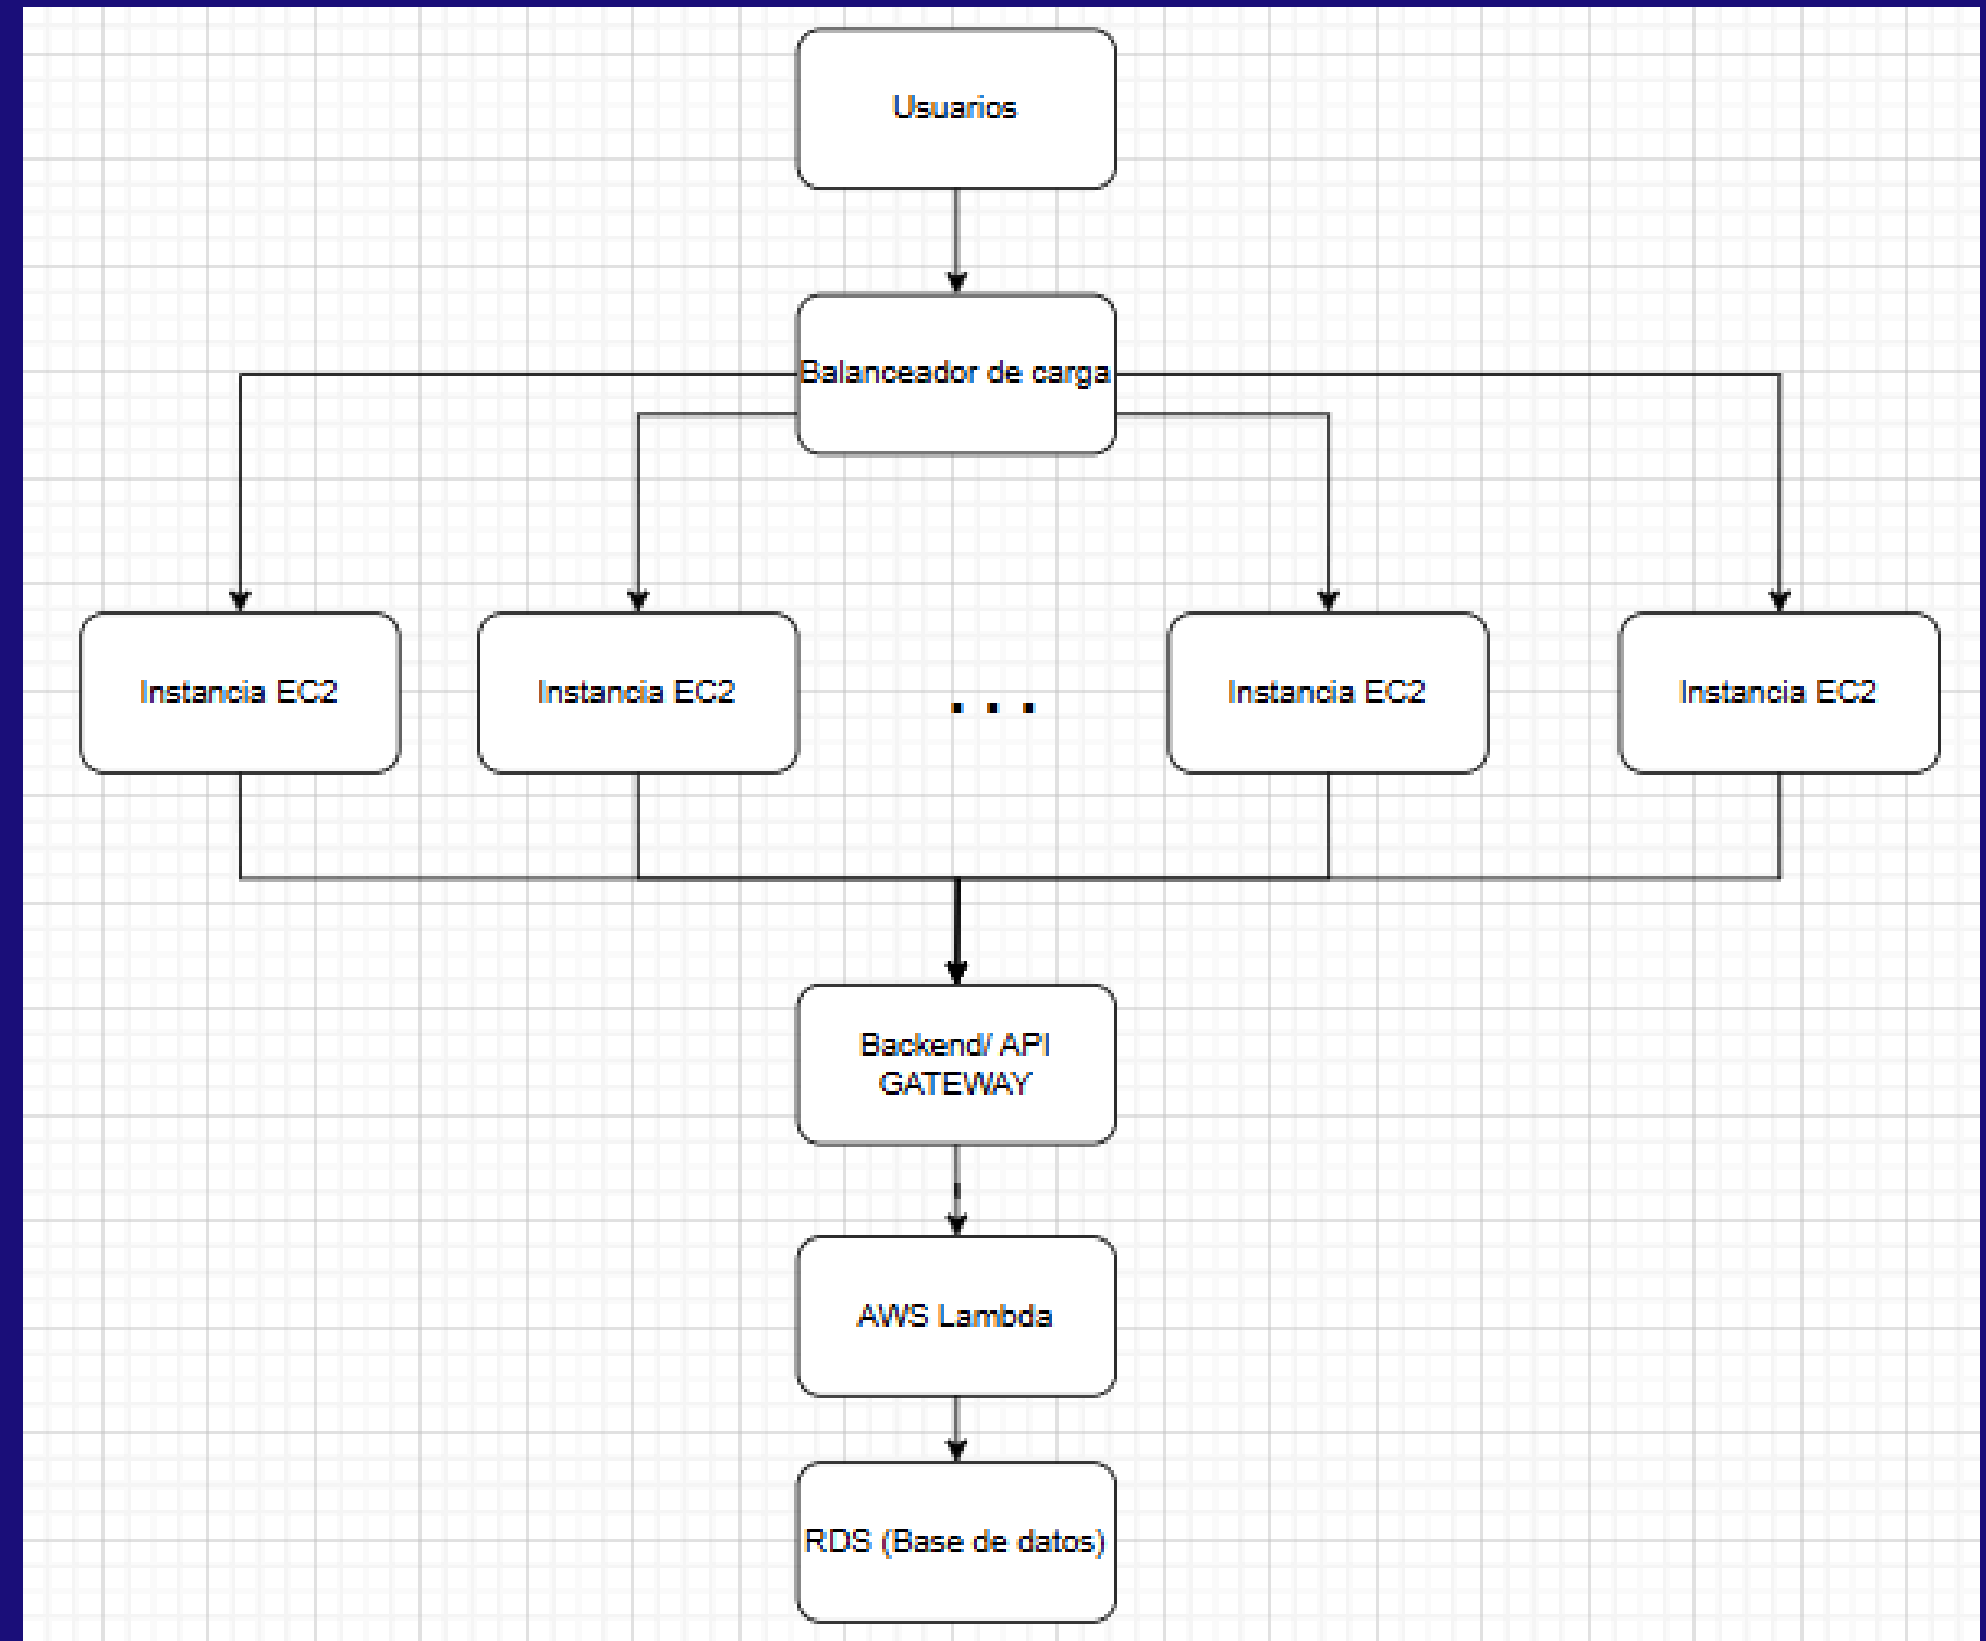 Usuarios
Balanceador de carga
Instancia EC2
Instancia EC2
. . .
Instancia EC2
Instancia EC2
Backend/ API
GATEWAY
AWS Lambda
RDS (Base de datos)